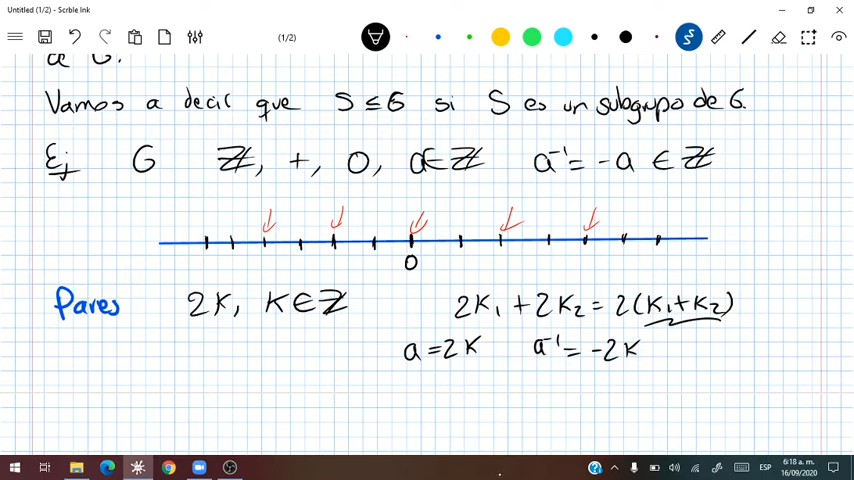 Untitled (1/2) - Scrble Ink
(1/2)
de G.
Vamos a decir que S ≤ G si S es un subgrupo de G.
Ej G ℤ, +, 0, a∈ℤ a⁻¹ = -a ∈ ℤ
0
Pares 2K, K∈ℤ 2K₁ + 2K₂ = 2(K₁+K₂)
a = 2K a⁻¹ = -2K
ESP 6:18 a. m.
16/09/2020